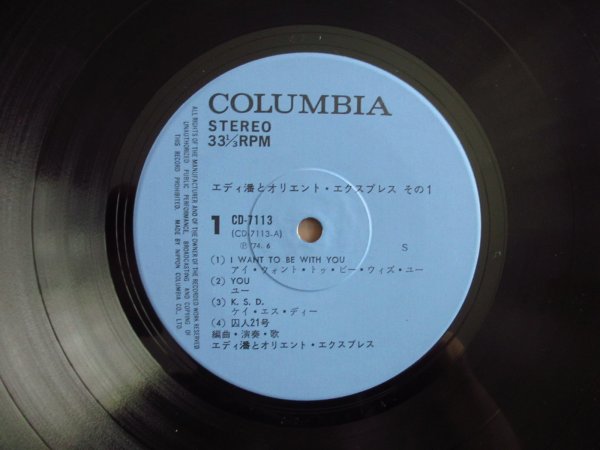 COLUMBIA
STEREO
33 1/3 RPM
エディ潘とオリエント・エクスプレス その1
1
CD-7113
(CD-7113-A)
Ⓟ '74. 6
S
(1) I WANT TO BE WITH YOU
アイ・ウォント・トゥ・ビー・ウィズ・ユー
(2) YOU
ユー
(3) K. S. D.
ケイ・エス・ディー
(4) 囚人21号
編曲・演奏・歌
エディ潘とオリエント・エクスプレス
ALL RIGHTS OF THE MANUFACTURER AND OF THE OWNER OF THE RECORDED WORK RESERVED
UNAUTHORIZED PUBLIC PERFORMANCE, BROADCASTING AND COPYING OF
THIS RECORD PROHIBITED. MADE BY NIPPON COLUMBIA CO., LTD.